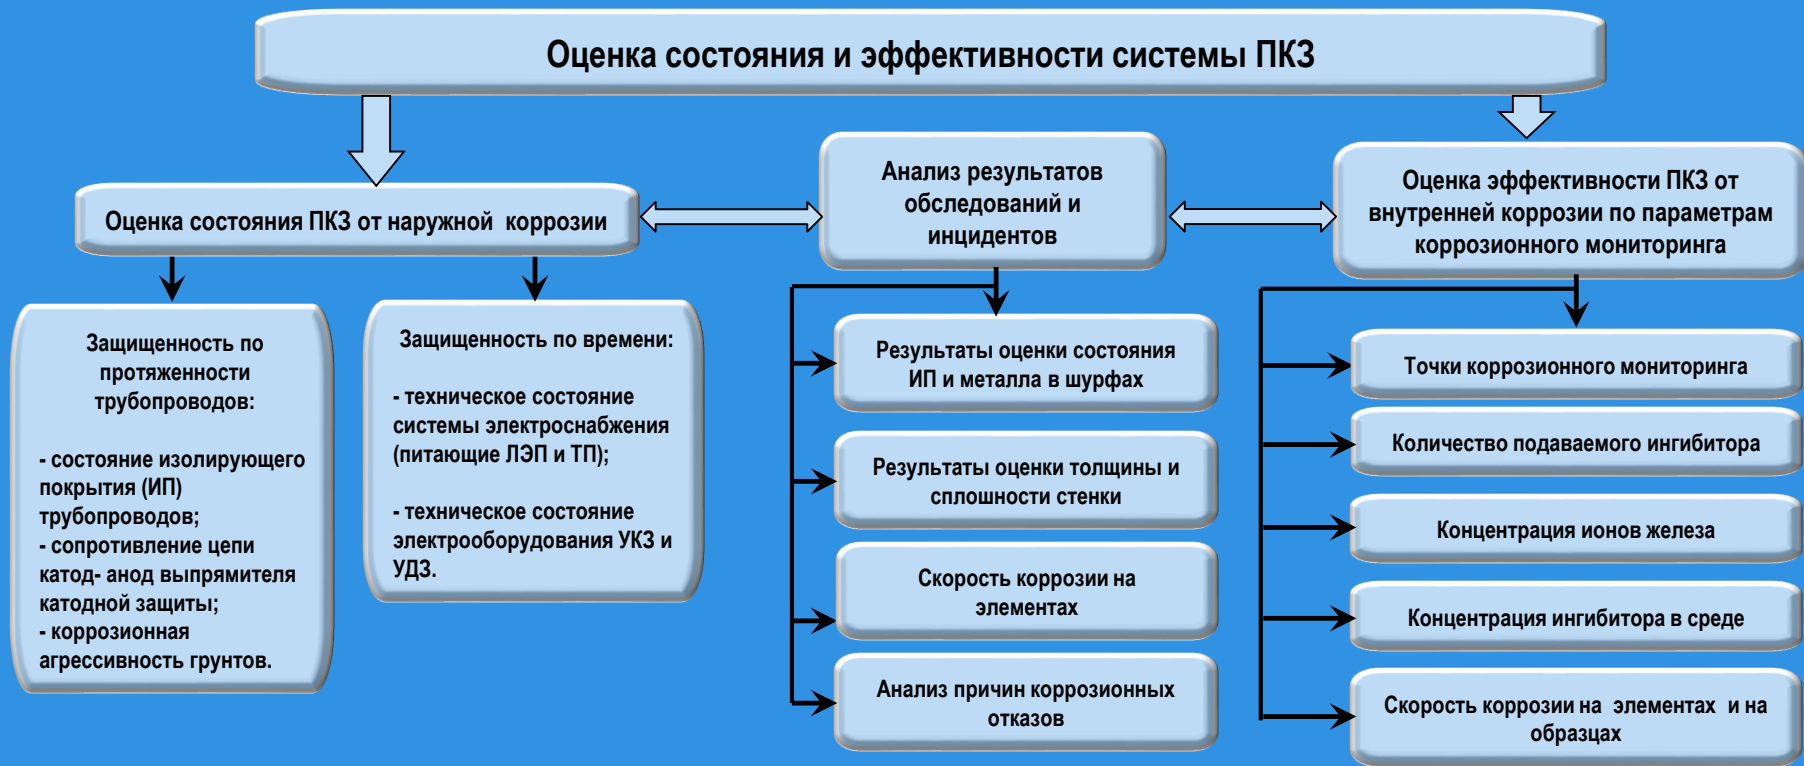 Оценка состояния и эффективности системы ПКЗ
Оценка состояния ПКЗ от наружной коррозии
Защищенность по
протяженности
трубопроводов:
- состояние изолирующего
покрытия (ИП)
трубопроводов;
- сопротивление цепи
катод- анод выпрямителя
катодной защиты;
- коррозионная
агрессивность грунтов.
Защищенность по времени:
- техническое состояние
системы электроснабжения
(питающие ЛЭП и ТП);
- техническое состояние
электрооборудования УКЗ и
УДЗ.
Анализ результатов
обследований и
инцидентов
Результаты оценки состояния
ИП и металла в шурфах
Результаты оценки толщины и
сплошности стенки
Скорость коррозии на
элементах
Анализ причин коррозионных
отказов
Оценка эффективности ПКЗ от
внутренней коррозии по параметрам
коррозионного мониторинга
Точки коррозионного мониторинга
Количество подаваемого ингибитора
Концентрация ионов железа
Концентрация ингибитора в среде
Скорость коррозии на элементах и на
образцах